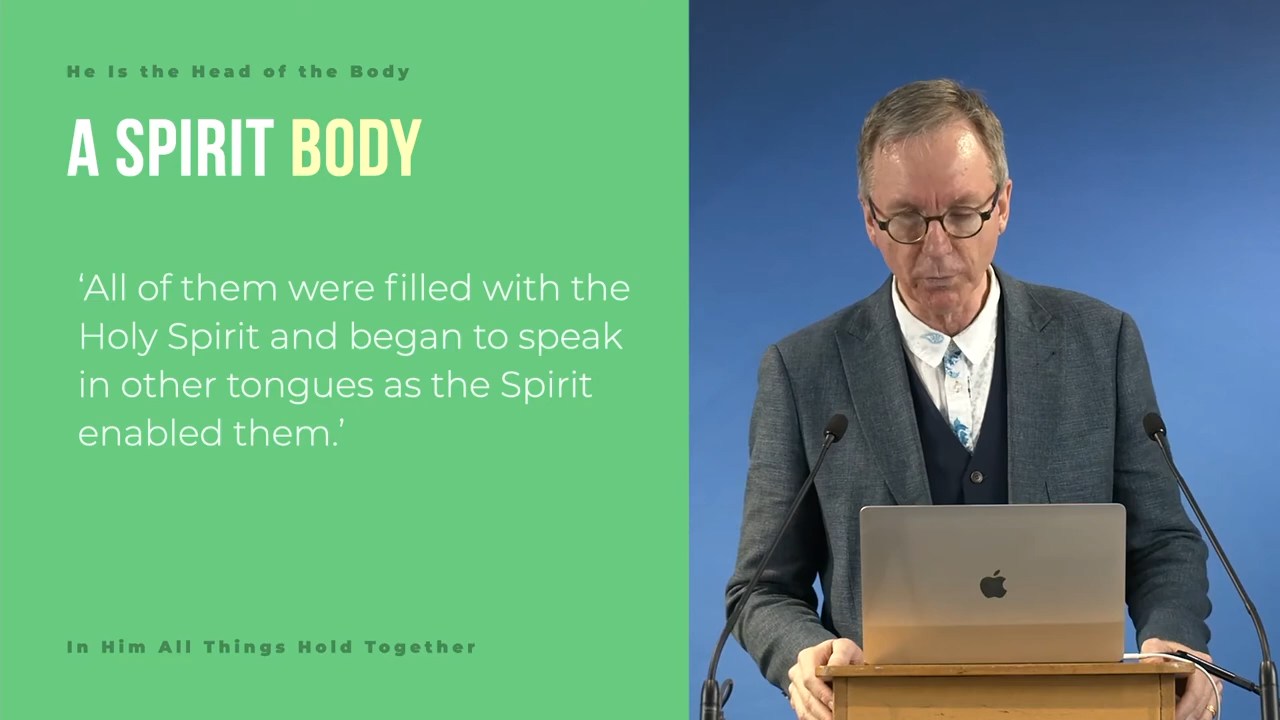 He Is the Head of the Body
A SPIRIT BODY
‘All of them were filled with the
Holy Spirit and began to speak
in other tongues as the Spirit
enabled them.’
In Him All Things Hold Together